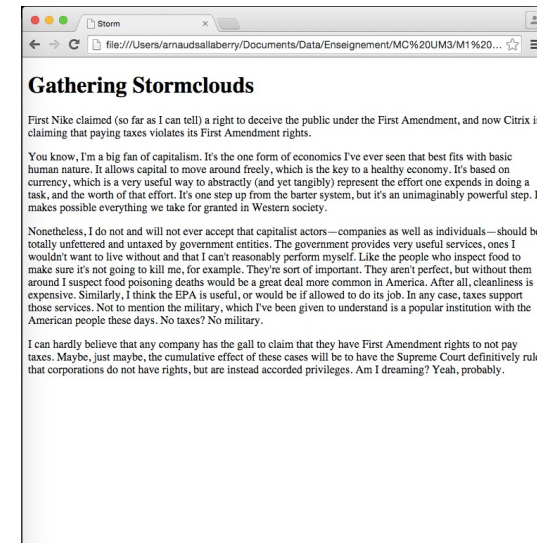 Storm
file:///Users/arnaudsallaberry/Documents/Data/Enseignement/MC%20UM3/M1%20...
Gathering Stormclouds
First Nike claimed (so far as I can tell) a right to deceive the public under the First Amendment, and now Citrix is
claiming that paying taxes violates its First Amendment rights.
You know, I'm a big fan of capitalism. It's the one form of economics I've ever seen that best fits with basic
human nature. It allows capital to move around freely, which is the key to a healthy economy. It's based on
currency, which is a very useful way to abstractly (and yet tangibly) represent the effort one expends in doing a
task, and the worth of that effort. It's one step up from the barter system, but it's an unimaginably powerful step. I
makes possible everything we take for granted in Western society.
Nonetheless, I do not and will not ever accept that capitalist actors—companies as well as individuals—should be
totally unfettered and untaxed by government entities. The government provides very useful services, ones I
wouldn't want to live without and that I can't reasonably perform myself. Like the people who inspect food to
make sure it's not going to kill me, for example. They're sort of important. They aren't perfect, but without them
around I suspect food poisoning deaths would be a great deal more common in America. After all, cleanliness is
expensive. Similarly, I think the EPA is useful, or would be if allowed to do its job. In any case, taxes support
those services. Not to mention the military, which I've been given to understand is a popular institution with the
American people these days. No taxes? No military.
I can hardly believe that any company has the gall to claim that they have First Amendment rights to not pay
taxes. Maybe, just maybe, the cumulative effect of these cases will be to have the Supreme Court definitively rule
that corporations do not have rights, but are instead accorded privileges. Am I dreaming? Yeah, probably.